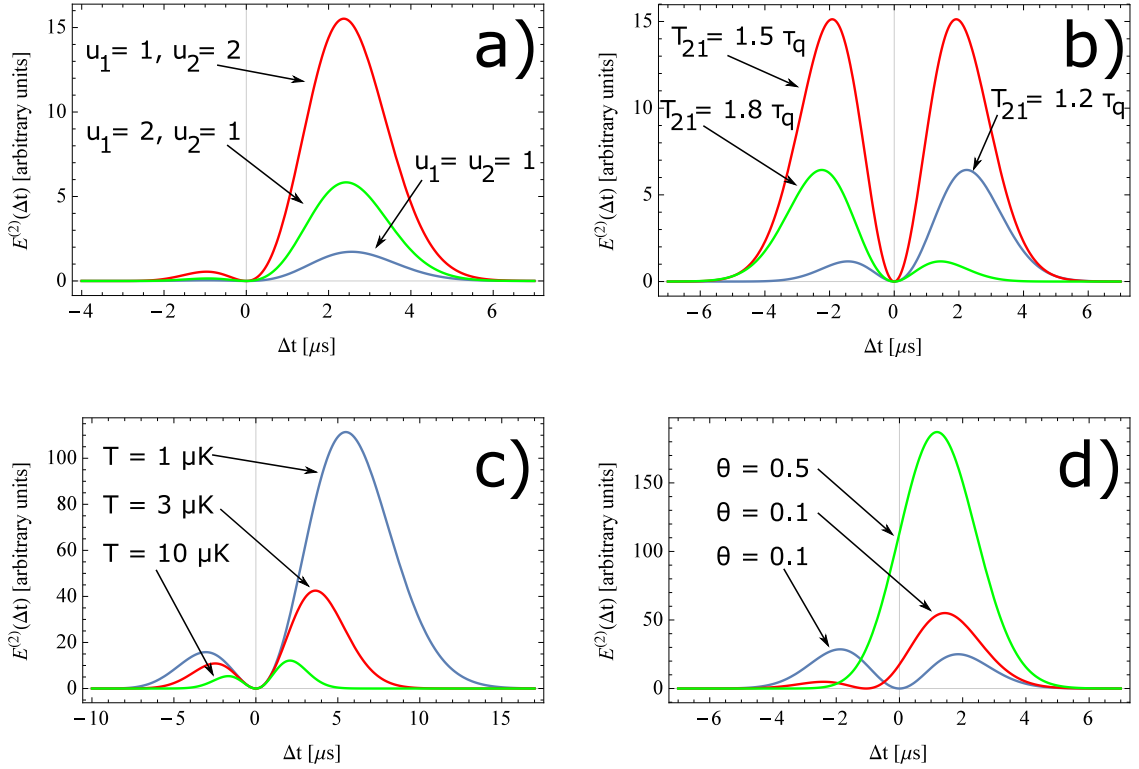 a)
E⁽²⁾(Δt) [arbitrary units]
15
10
5
0
u₁= 1, u₂= 2
u₁= 2, u₂= 1
u₁= u₂= 1
−4 −2 0 2 4 6
Δt [μs]
b)
E⁽²⁾(Δt) [arbitrary units]
15
10
5
0
T₂₁= 1.5 τq
T₂₁= 1.8 τq
T₂₁= 1.2 τq
−6 −4 −2 0 2 4 6
Δt [μs]
c)
E⁽²⁾(Δt) [arbitrary units]
100
80
60
40
20
0
T = 1 μK
T = 3 μK
T = 10 μK
−10 −5 0 5 10 15
Δt [μs]
d)
E⁽²⁾(Δt) [arbitrary units]
150
100
50
0
θ = 0.5
θ = 0.1
θ = 0.1
−6 −4 −2 0 2 4 6
Δt [μs]